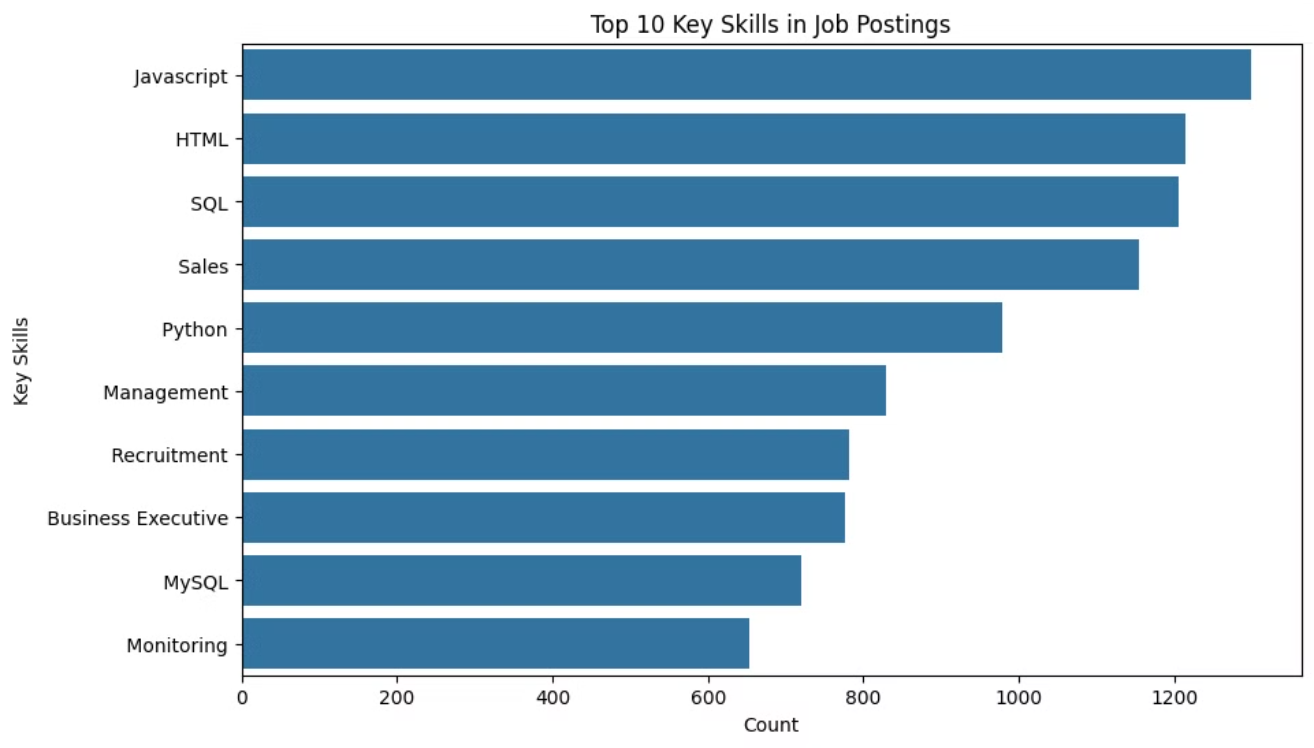 Top 10 Key Skills in Job Postings
Key Skills
Javascript
HTML
SQL
Sales
Python
Management
Recruitment
Business Executive
MySQL
Monitoring
0 200 400 600 800 1000 1200
Count